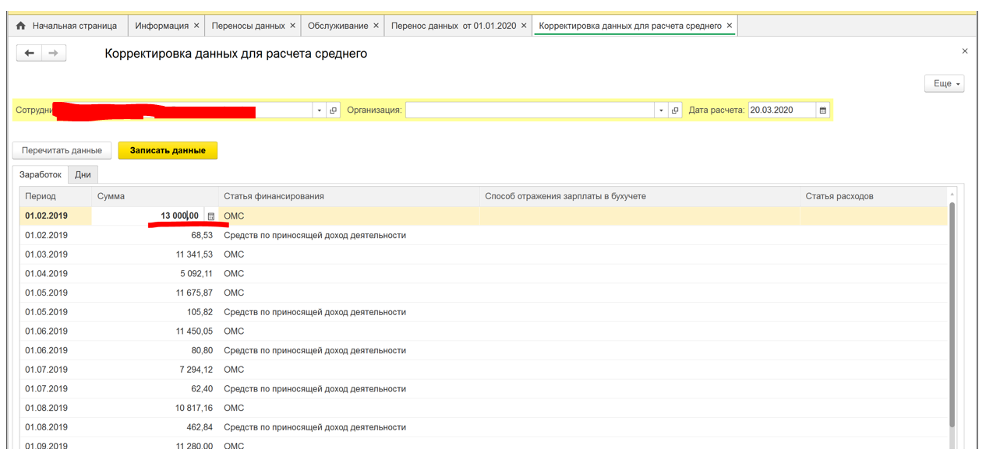 Начальная страница Информация × Переносы данных × Обслуживание × Перенос данных от 01.01.2020 × Корректировка данных для расчета среднего ×
Корректировка данных для расчета среднего ×
Еще
Организация: Дата расчета: 20.03.2020
Перечитать данные Записать данные
Заработок Дни
Период Сумма Статья финансирования Способ отражения зарплаты в бухучете Статья расходов
01.02.2019 13 000,00 ОМС
01.02.2019 68,53 Средств по приносящей доход деятельности
01.03.2019 11 341,53 ОМС
01.04.2019 5 092,11 ОМС
01.05.2019 11 675,87 ОМС
01.05.2019 105,82 Средств по приносящей доход деятельности
01.06.2019 11 450,05 ОМС
01.06.2019 80,80 Средств по приносящей доход деятельности
01.07.2019 7 294,12 ОМС
01.07.2019 62,40 Средств по приносящей доход деятельности
01.08.2019 10 817,16 ОМС
01.08.2019 462,84 Средств по приносящей доход деятельности
01.09.2019 11 280,00 ОМС